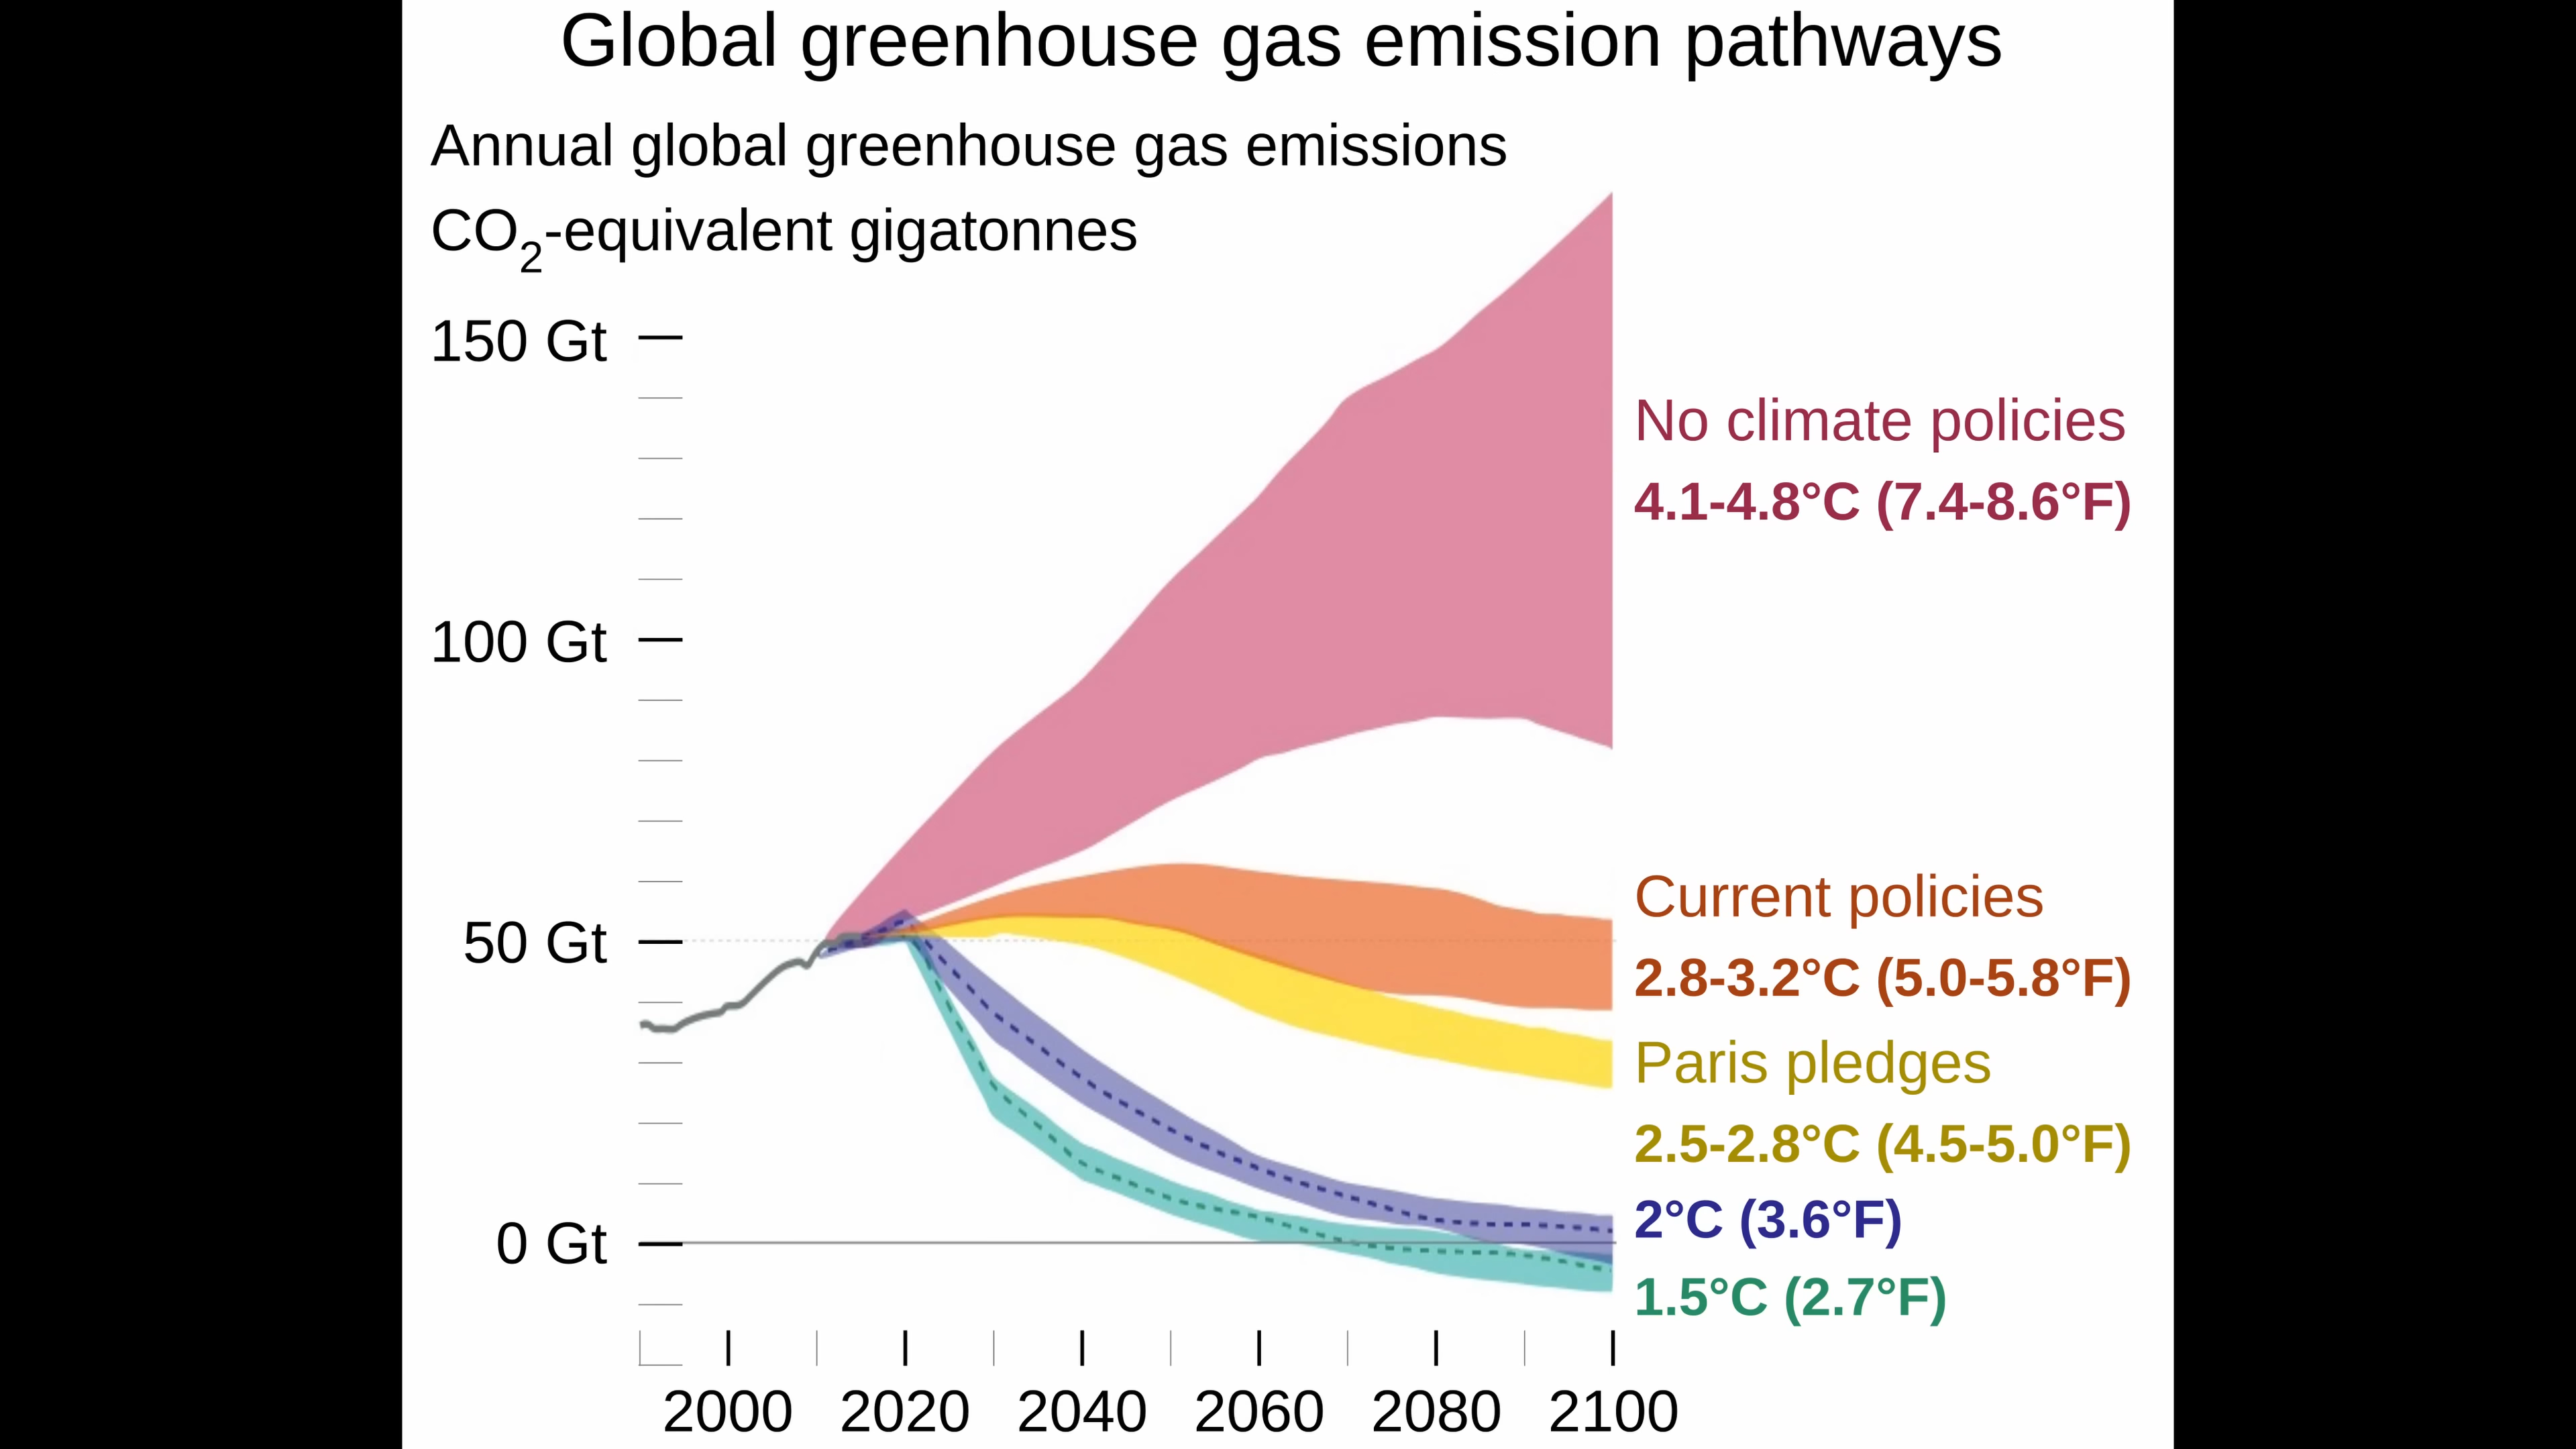 Global greenhouse gas emission pathways
Annual global greenhouse gas emissions
CO₂-equivalent gigatonnes
150 Gt
No climate policies
4.1-4.8°C (7.4-8.6°F)
100 Gt
Current policies
50 Gt
2.8-3.2°C (5.0-5.8°F)
Paris pledges
2.5-2.8°C (4.5-5.0°F)
2°C (3.6°F)
0 Gt
1.5°C (2.7°F)
2000 2020 2040 2060 2080 2100